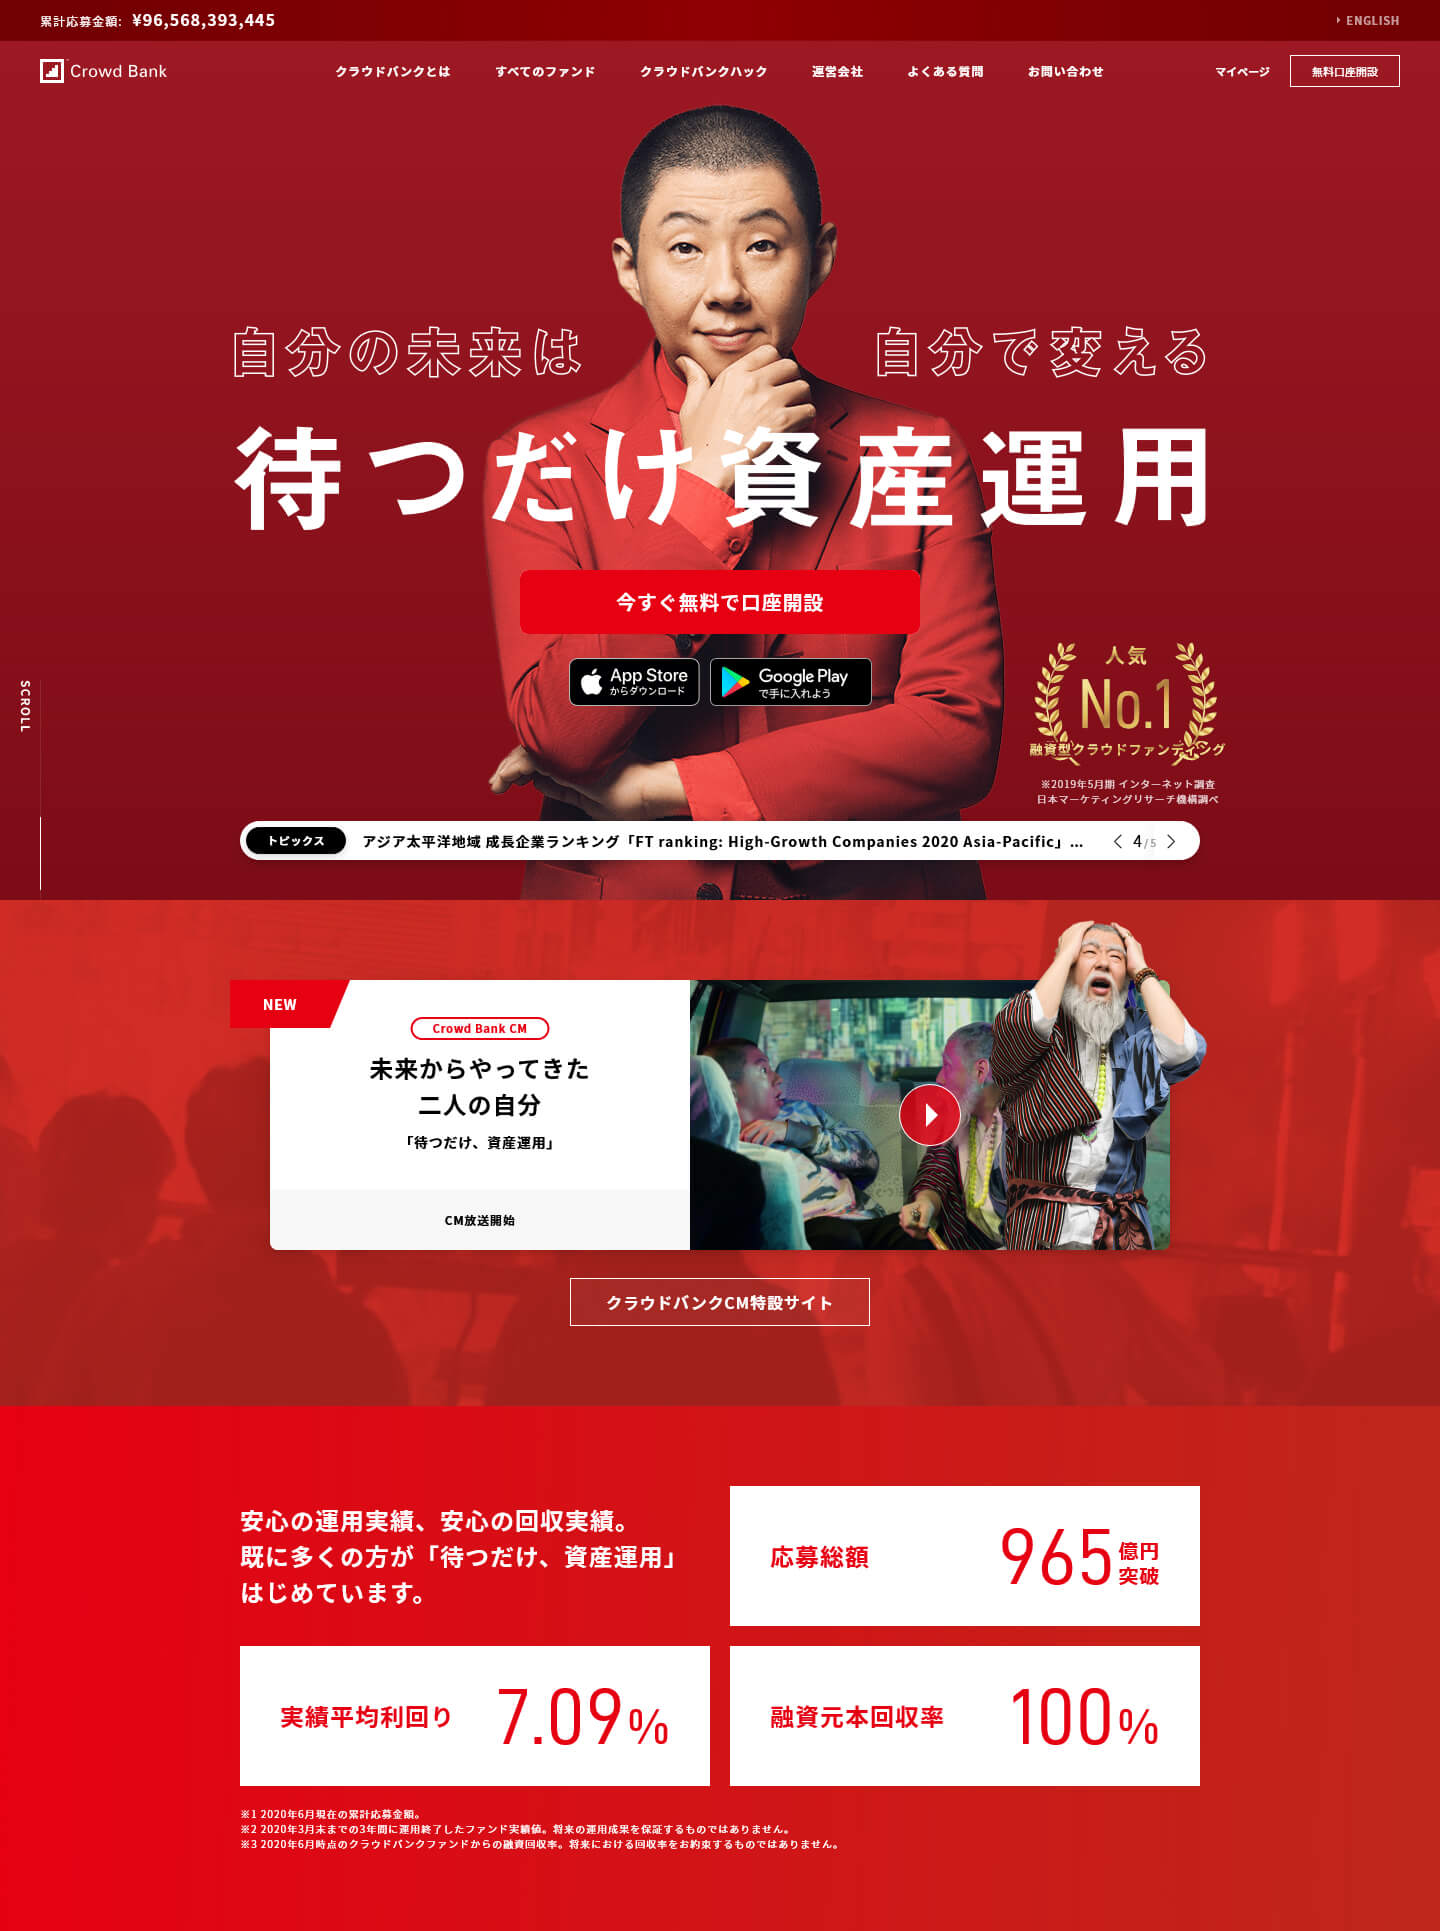 累計応募金額: ¥96,568,393,445
ENGLISH
Crowd Bank
クラウドバンクとは
すべてのファンド
クラウドバンクハック
運営会社
よくある質問
お問い合わせ
マイページ
無料口座開設
自分の未来は 自分で変える
待つだけ資産運用
今すぐ無料で口座開設
App Store
からダウンロード
Google Play
で手に入れよう
SCROLL
人気
No.1
融資型クラウドファンディング
※2019年5月期 インターネット調査
日本マーケティングリサーチ機構調べ
トピックス
アジア太平洋地域 成長企業ランキング「FT ranking: High-Growth Companies 2020 Asia-Pacific」...
4/5
NEW
Crowd Bank CM
未来からやってきた
二人の自分
「待つだけ、資産運用」
CM放送開始
クラウドバンクCM特設サイト
安心の運用実績、安心の回収実績。
既に多くの方が「待つだけ、資産運用」
はじめています。
応募総額
965億円
突破
実績平均利回り
7.09%
融資元本回収率
100%
※1 2020年6月現在の累計応募金額。
※2 2020年3月末までの3年間に運用終了したファンド実績値。将来の運用成果を保証するものではありません。
※3 2020年6月時点のクラウドバンクファンドからの融資回収率。将来における回収率をお約束するものではありません。